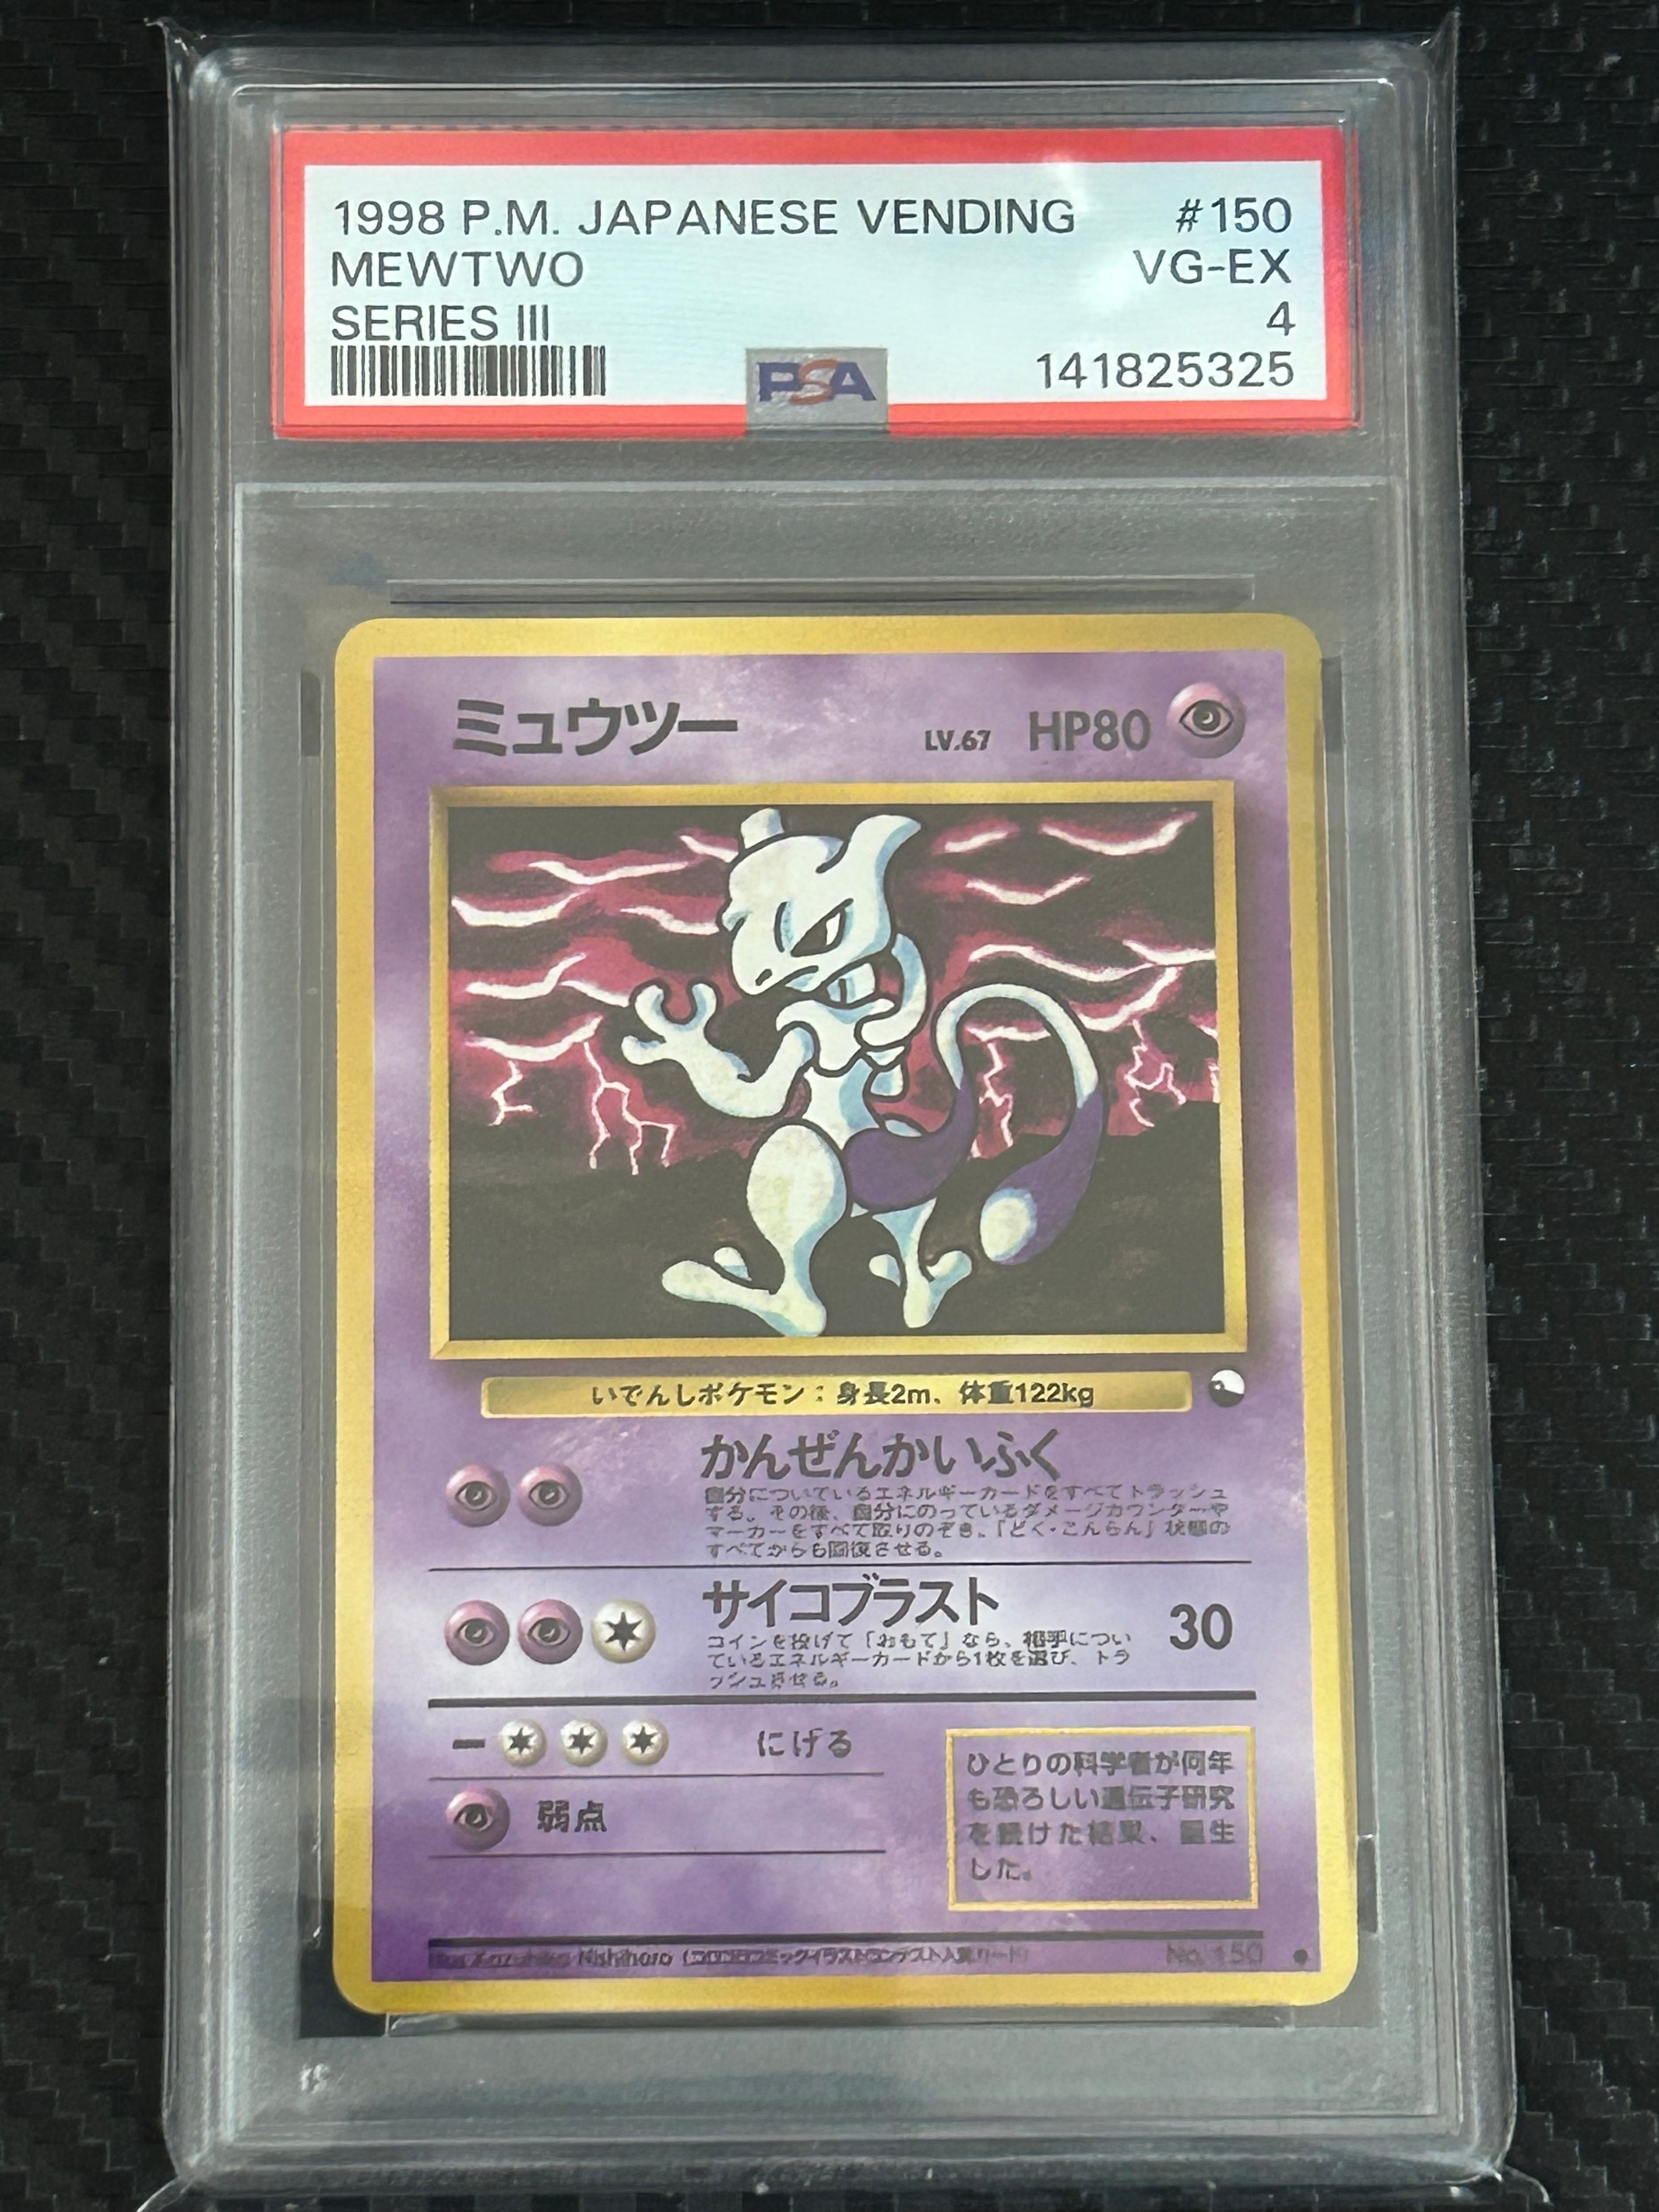 1998 P.M. JAPANESE VENDING #150
MEWTWO VG-EX
SERIES III 4
PSA 141825325
ミュウツー LV.67 HP80
いでんしポケモン：身長2m、体重122kg
かんぜんかいふく
自分についているエネルギーカードをすべてトラッシュ
する。その後、自分にのっているダメージカウンターや
マーカーをすべて取りのぞき、「どく・こんらん」状態の
すべてからも回復させる。
サイコブラスト 30
コインを投げて「おもて」なら、相手につい
ているエネルギーカードから1枚を選び、トラ
ッシュさせる。
ー にげる
弱点
ひとりの科学者が何年
も恐ろしい遺伝子研究
を続けた結果、誕生
した。
Nishihara No.150